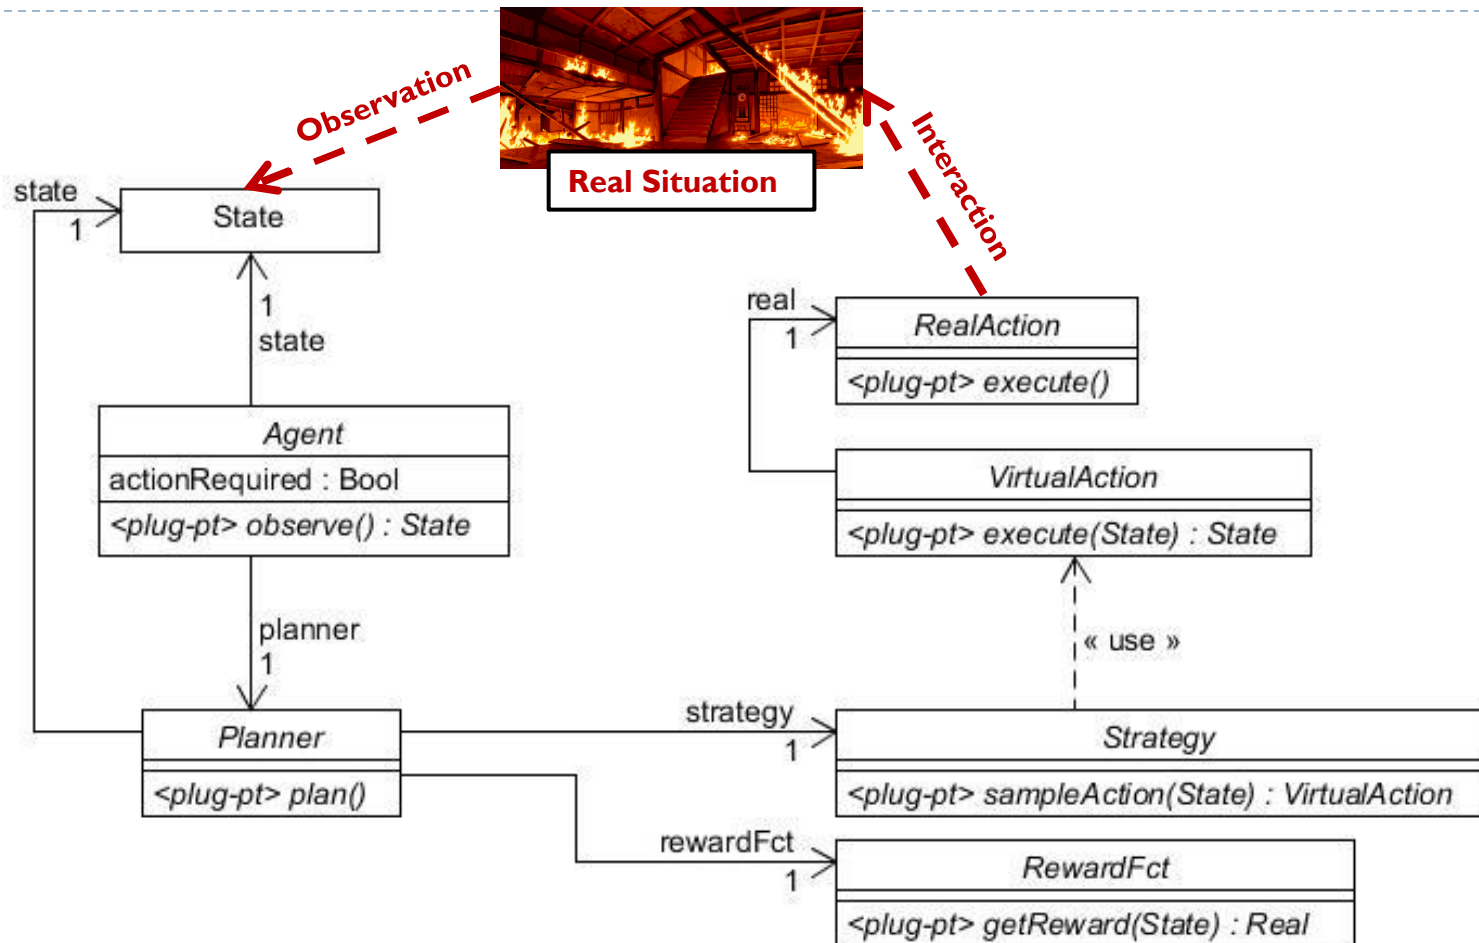 Observation
Interaction
Real Situation
state
1
State
1
state
real
1
RealAction
<plug-pt> execute()
Agent
actionRequired : Bool
<plug-pt> observe() : State
VirtualAction
<plug-pt> execute(State) : State
planner
1
« use »
Planner
<plug-pt> plan()
strategy
1
Strategy
<plug-pt> sampleAction(State) : VirtualAction
rewardFct
1
RewardFct
<plug-pt> getReward(State) : Real